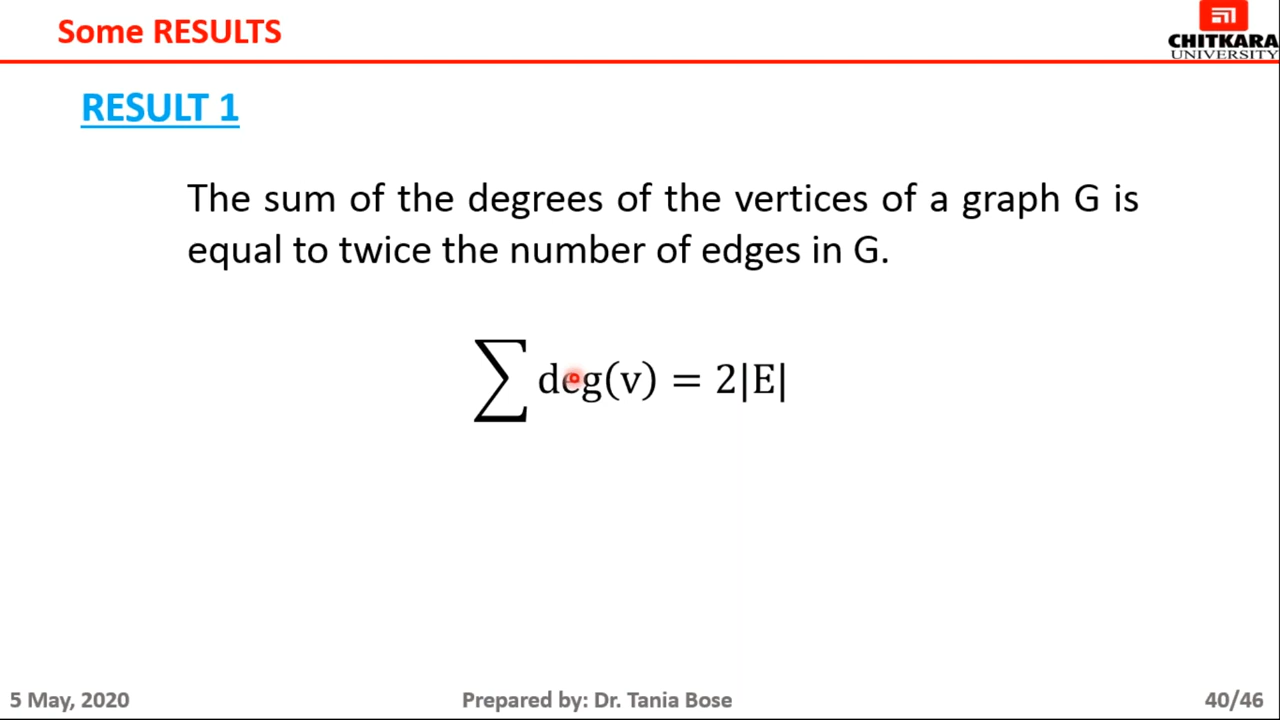 Some RESULTS
CHITKARA
UNIVERSITY
RESULT 1
The sum of the degrees of the vertices of a graph G is
equal to twice the number of edges in G.
∑ deg(v) = 2|E|
5 May, 2020
Prepared by: Dr. Tania Bose
40/46